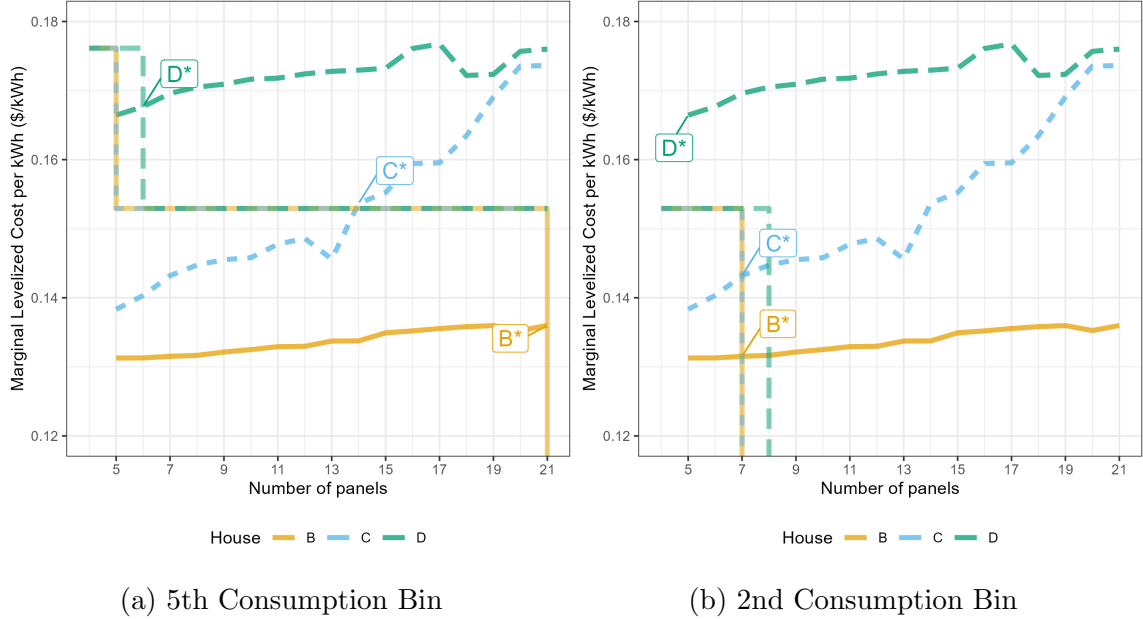 Marginal Levelized Cost per kWh ($/kWh)
0.18
0.16
0.14
0.12
D*
C*
B*
5 7 9 11 13 15 17 19 21
Number of panels
House B C D
(a) 5th Consumption Bin
Marginal Levelized Cost per kWh ($/kWh)
0.18
0.16
0.14
0.12
D*
C*
B*
5 7 9 11 13 15 17 19 21
Number of panels
House B C D
(b) 2nd Consumption Bin